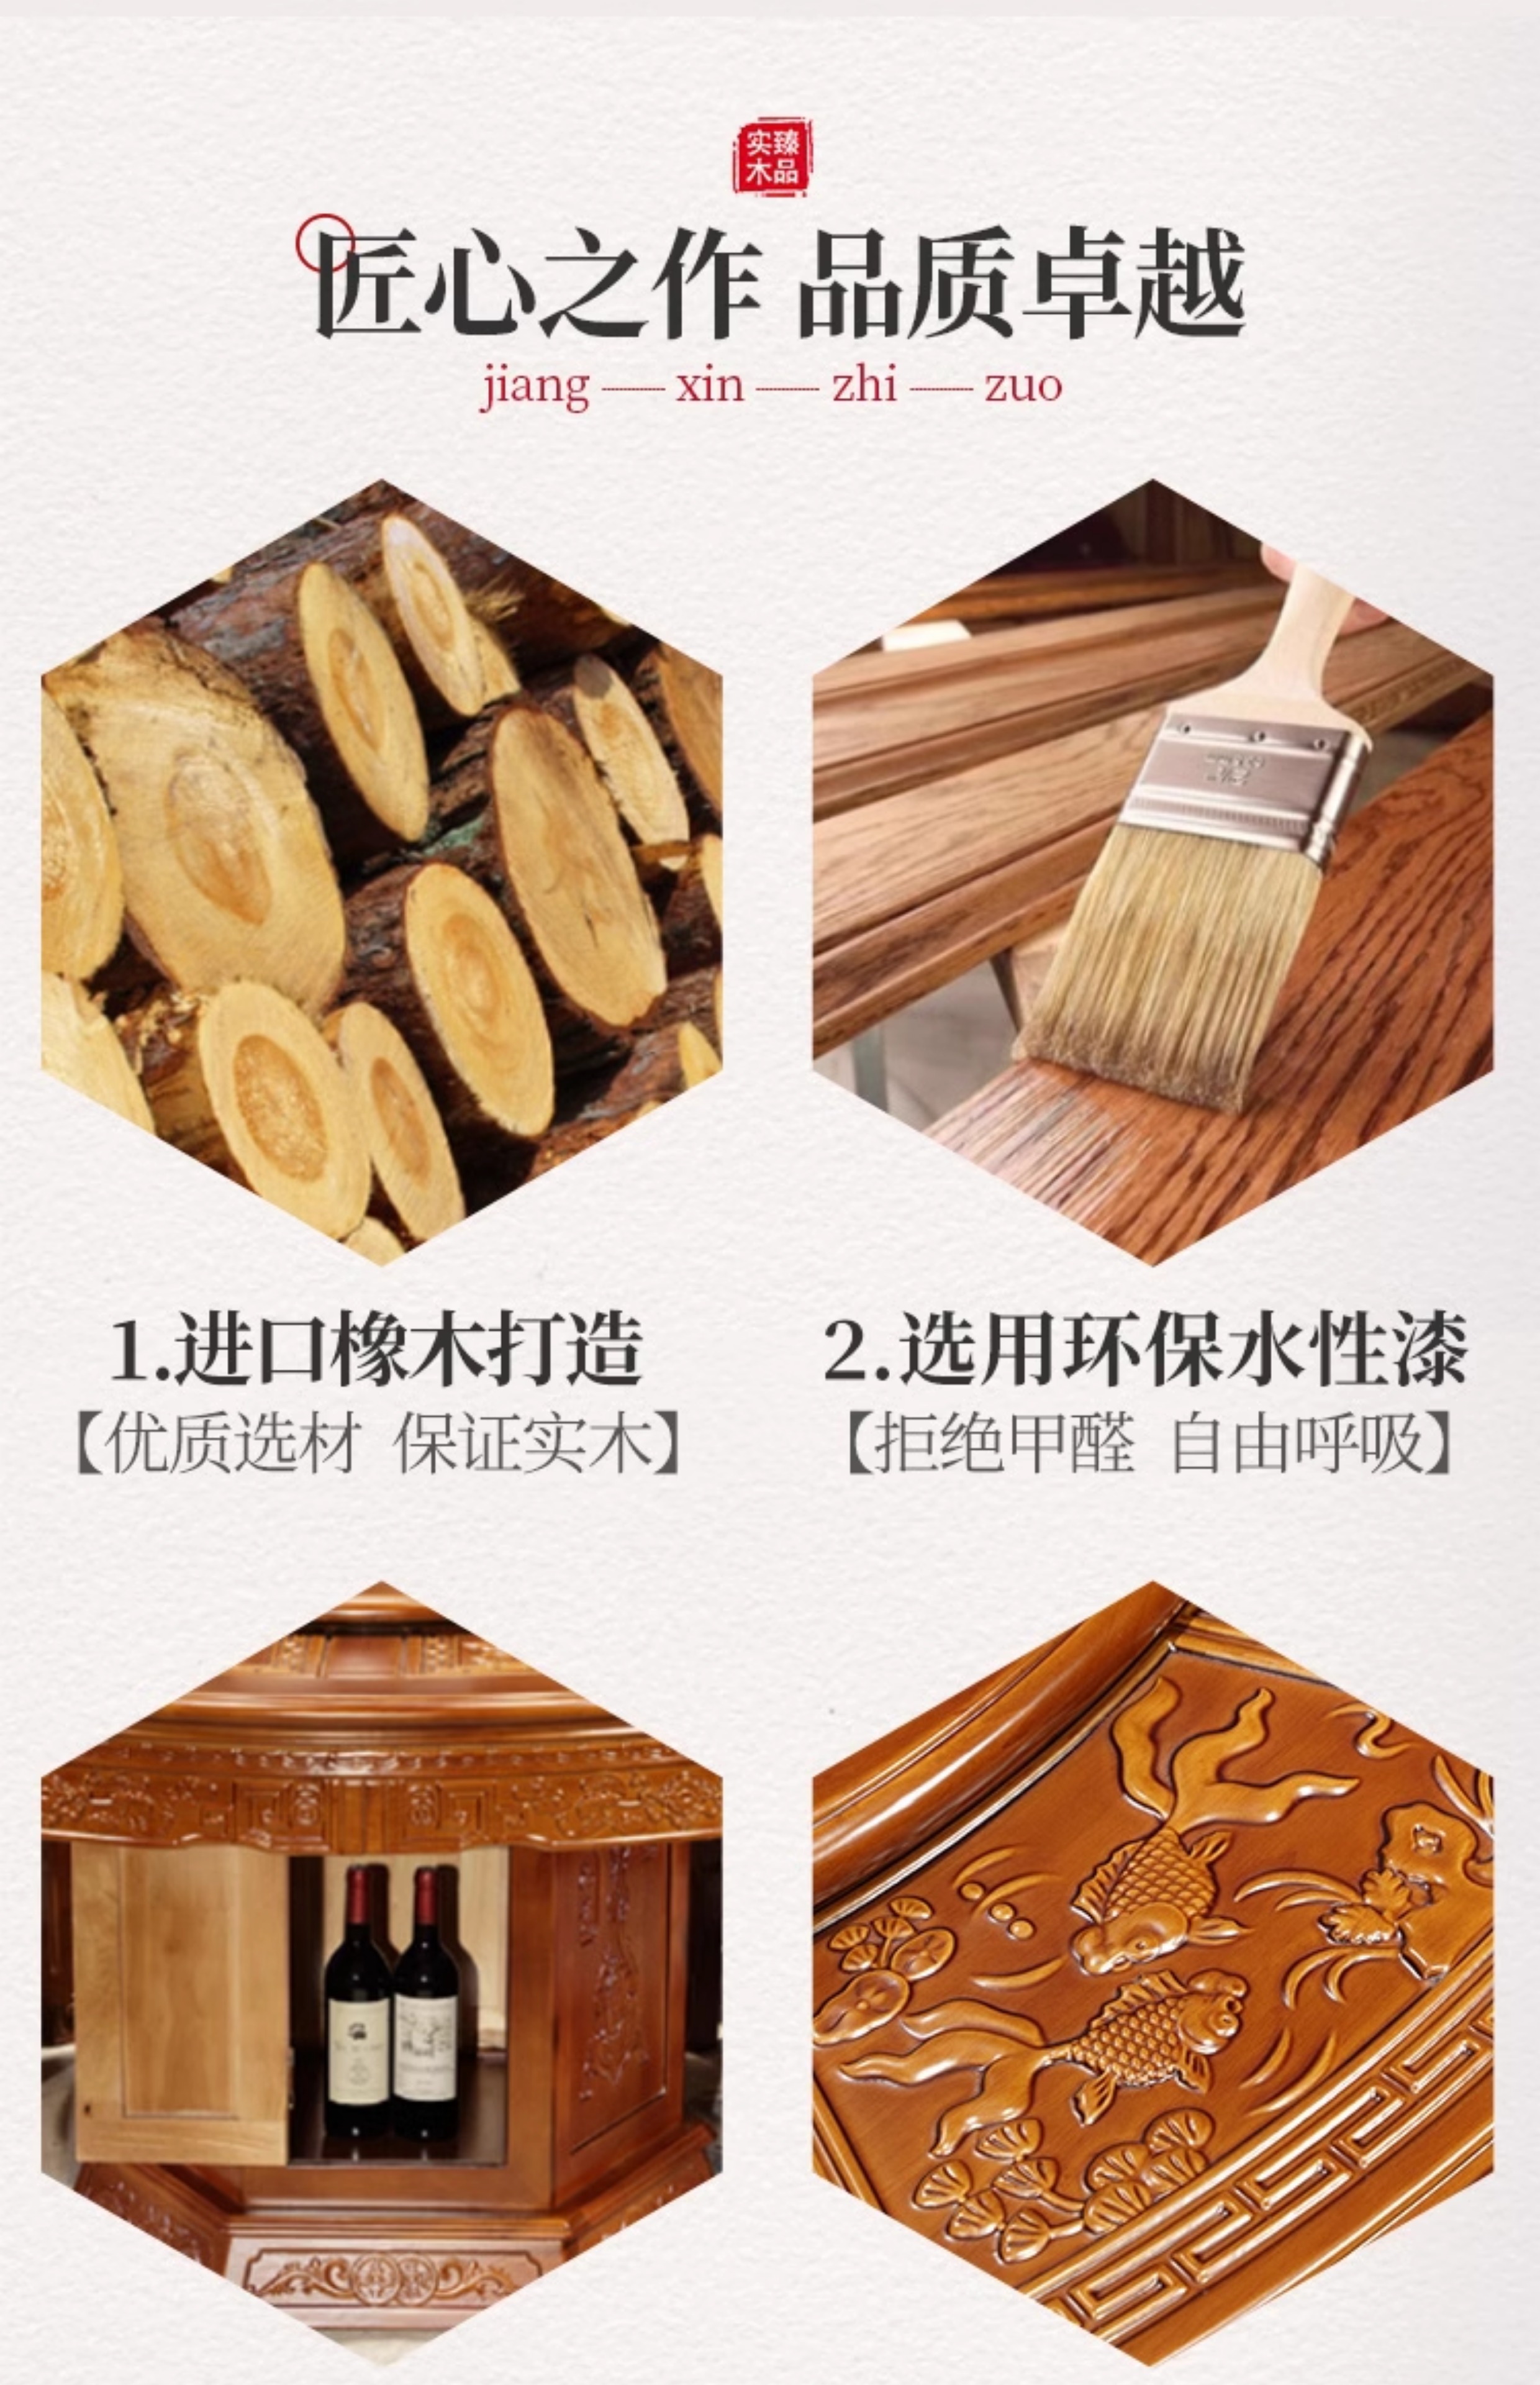 实臻
木品
匠心之作 品质卓越
jiang — xin — zhi — zuo
1.进口橡木打造
【优质选材 保证实木】
2.选用环保水性漆
【拒绝甲醛 自由呼吸】